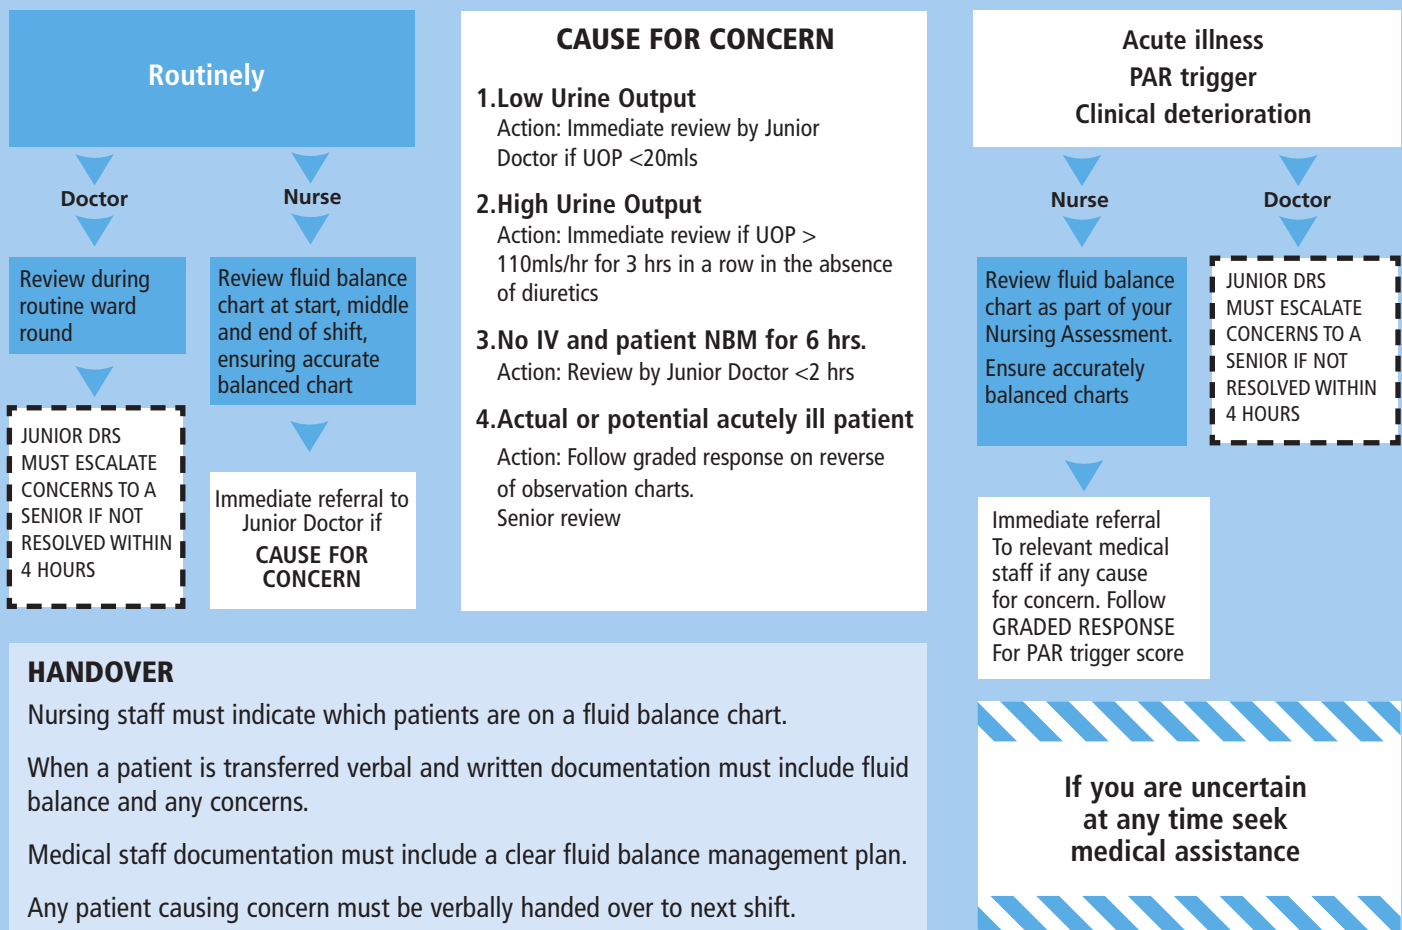 Routinely
Doctor
Review during
routine ward
round
JUNIOR DRS
MUST ESCALATE
CONCERNS TO A
SENIOR IF NOT
RESOLVED WITHIN
4 HOURS
Nurse
Review fluid balance
chart at start, middle
and end of shift,
ensuring accurate
balanced chart
Immediate referral to
Junior Doctor if
CAUSE FOR
CONCERN
CAUSE FOR CONCERN
1.Low Urine Output
Action: Immediate review by Junior
Doctor if UOP <20mls
2.High Urine Output
Action: Immediate review if UOP >
110mls/hr for 3 hrs in a row in the absence
of diuretics
3.No IV and patient NBM for 6 hrs.
Action: Review by Junior Doctor <2 hrs
4.Actual or potential acutely ill patient
Action: Follow graded response on reverse
of observation charts.
Senior review
Acute illness
PAR trigger
Clinical deterioration
Nurse
Review fluid balance
chart as part of your
Nursing Assessment.
Ensure accurately
balanced charts
Immediate referral
To relevant medical
staff if any cause
for concern. Follow
GRADED RESPONSE
For PAR trigger score
Doctor
JUNIOR DRS
MUST ESCALATE
CONCERNS TO A
SENIOR IF NOT
RESOLVED WITHIN
4 HOURS
HANDOVER
Nursing staff must indicate which patients are on a fluid balance chart.
When a patient is transferred verbal and written documentation must include fluid
balance and any concerns.
Medical staff documentation must include a clear fluid balance management plan.
Any patient causing concern must be verbally handed over to next shift.
If you are uncertain
at any time seek
medical assistance